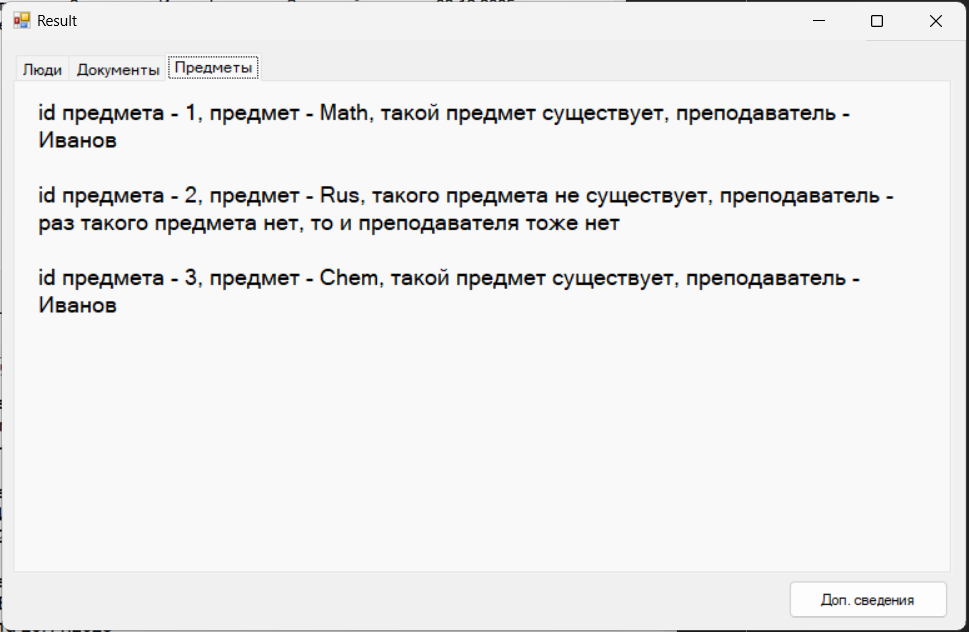 Result
Люди Документы Предметы
id предмета - 1, предмет - Math, такой предмет существует, преподаватель -
Иванов
id предмета - 2, предмет - Rus, такого предмета не существует, преподаватель -
раз такого предмета нет, то и преподавателя тоже нет
id предмета - 3, предмет - Chem, такой предмет существует, преподаватель -
Иванов
Доп. сведения